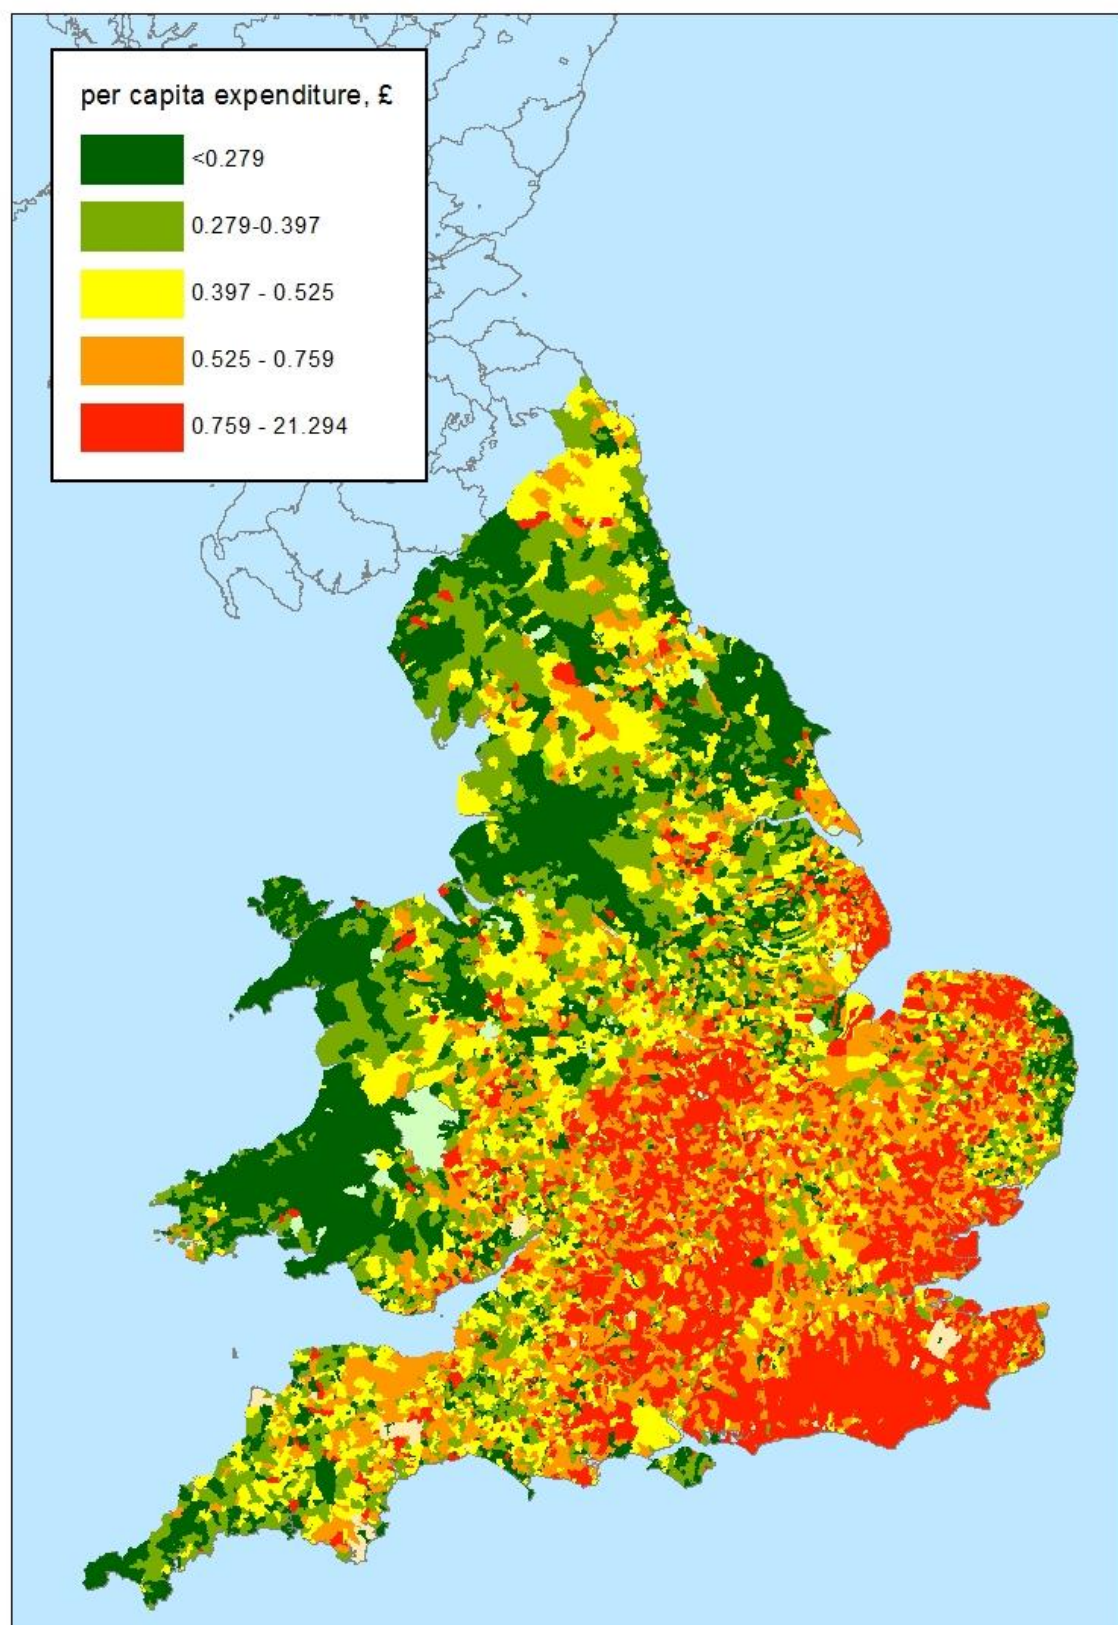 per capita expenditure, £
<0.279
0.279-0.397
0.397 - 0.525
0.525 - 0.759
0.759 - 21.294